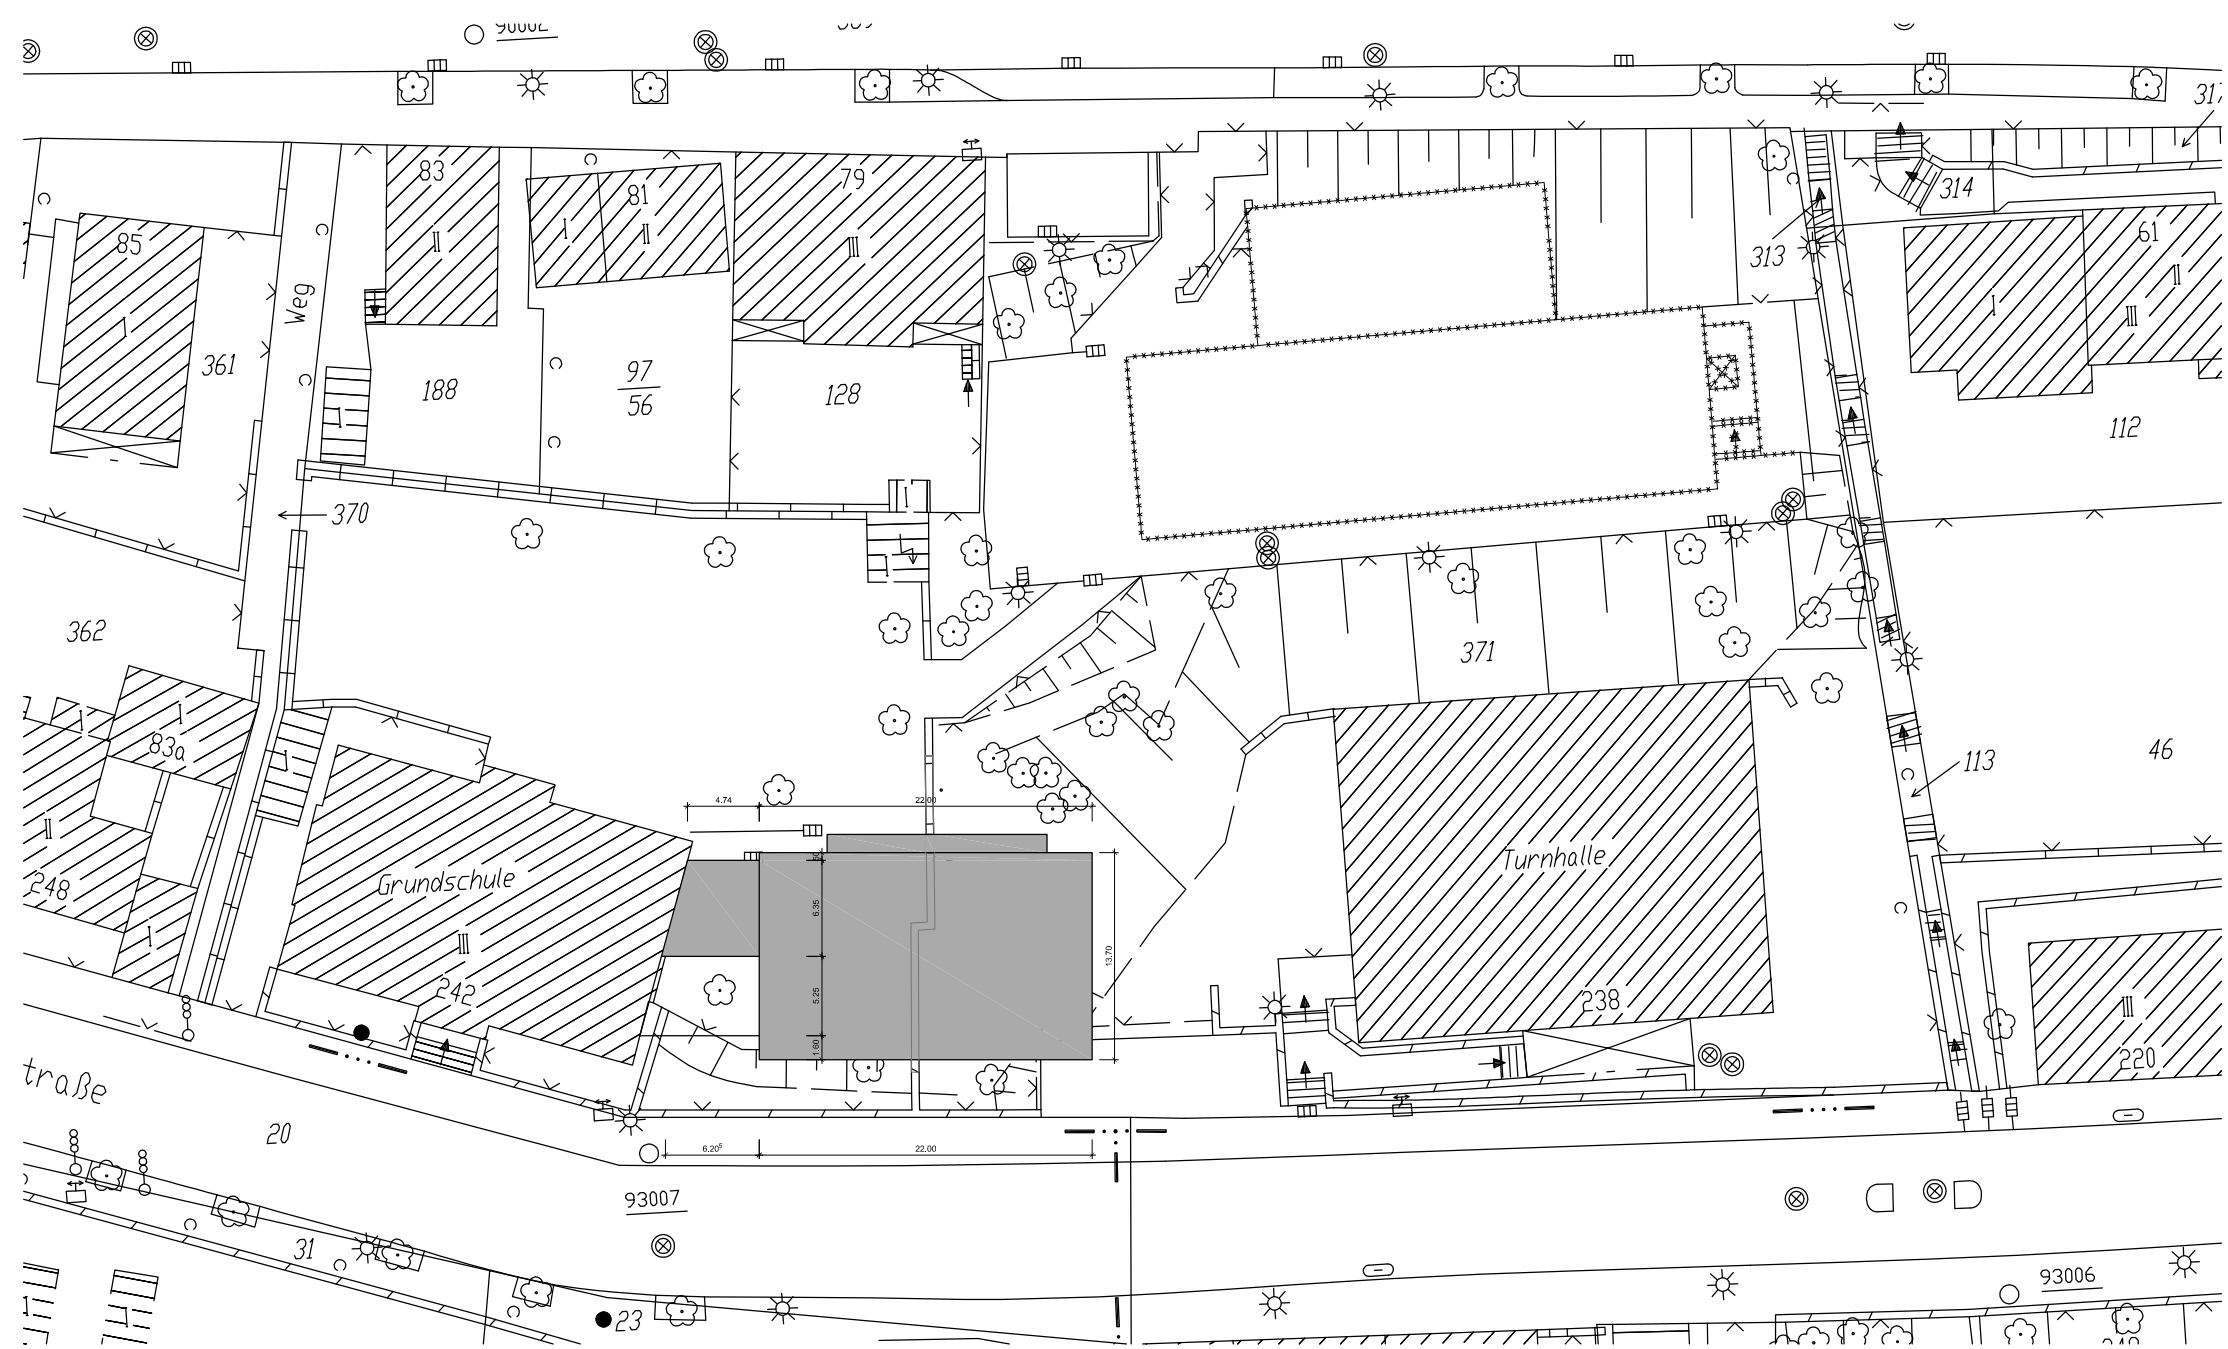 90002
317
83
81
79
314
85
I
II
II
III
313
61
II
I
III
Weg
I
361
188
97
56
128
112
370
362
371
I
I
83a
46
113
4.74
22.00
II
Turnhalle
248
Grundschule
6.35
I
III
13.70
242
5.25
238
III
1.60
220
traße
20
6.20⁵
22.00
93007
31
93006
23